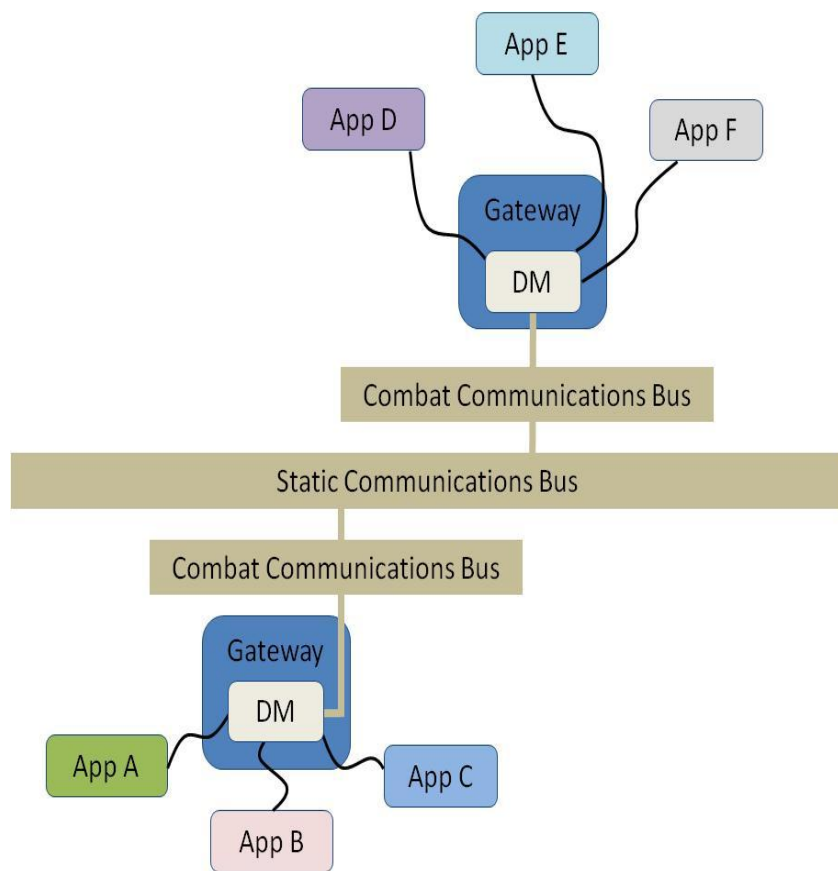 App E
App D
App F
Gateway
DM
Combat Communications Bus
Static Communications Bus
Combat Communications Bus
Gateway
DM
App A
App C
App B